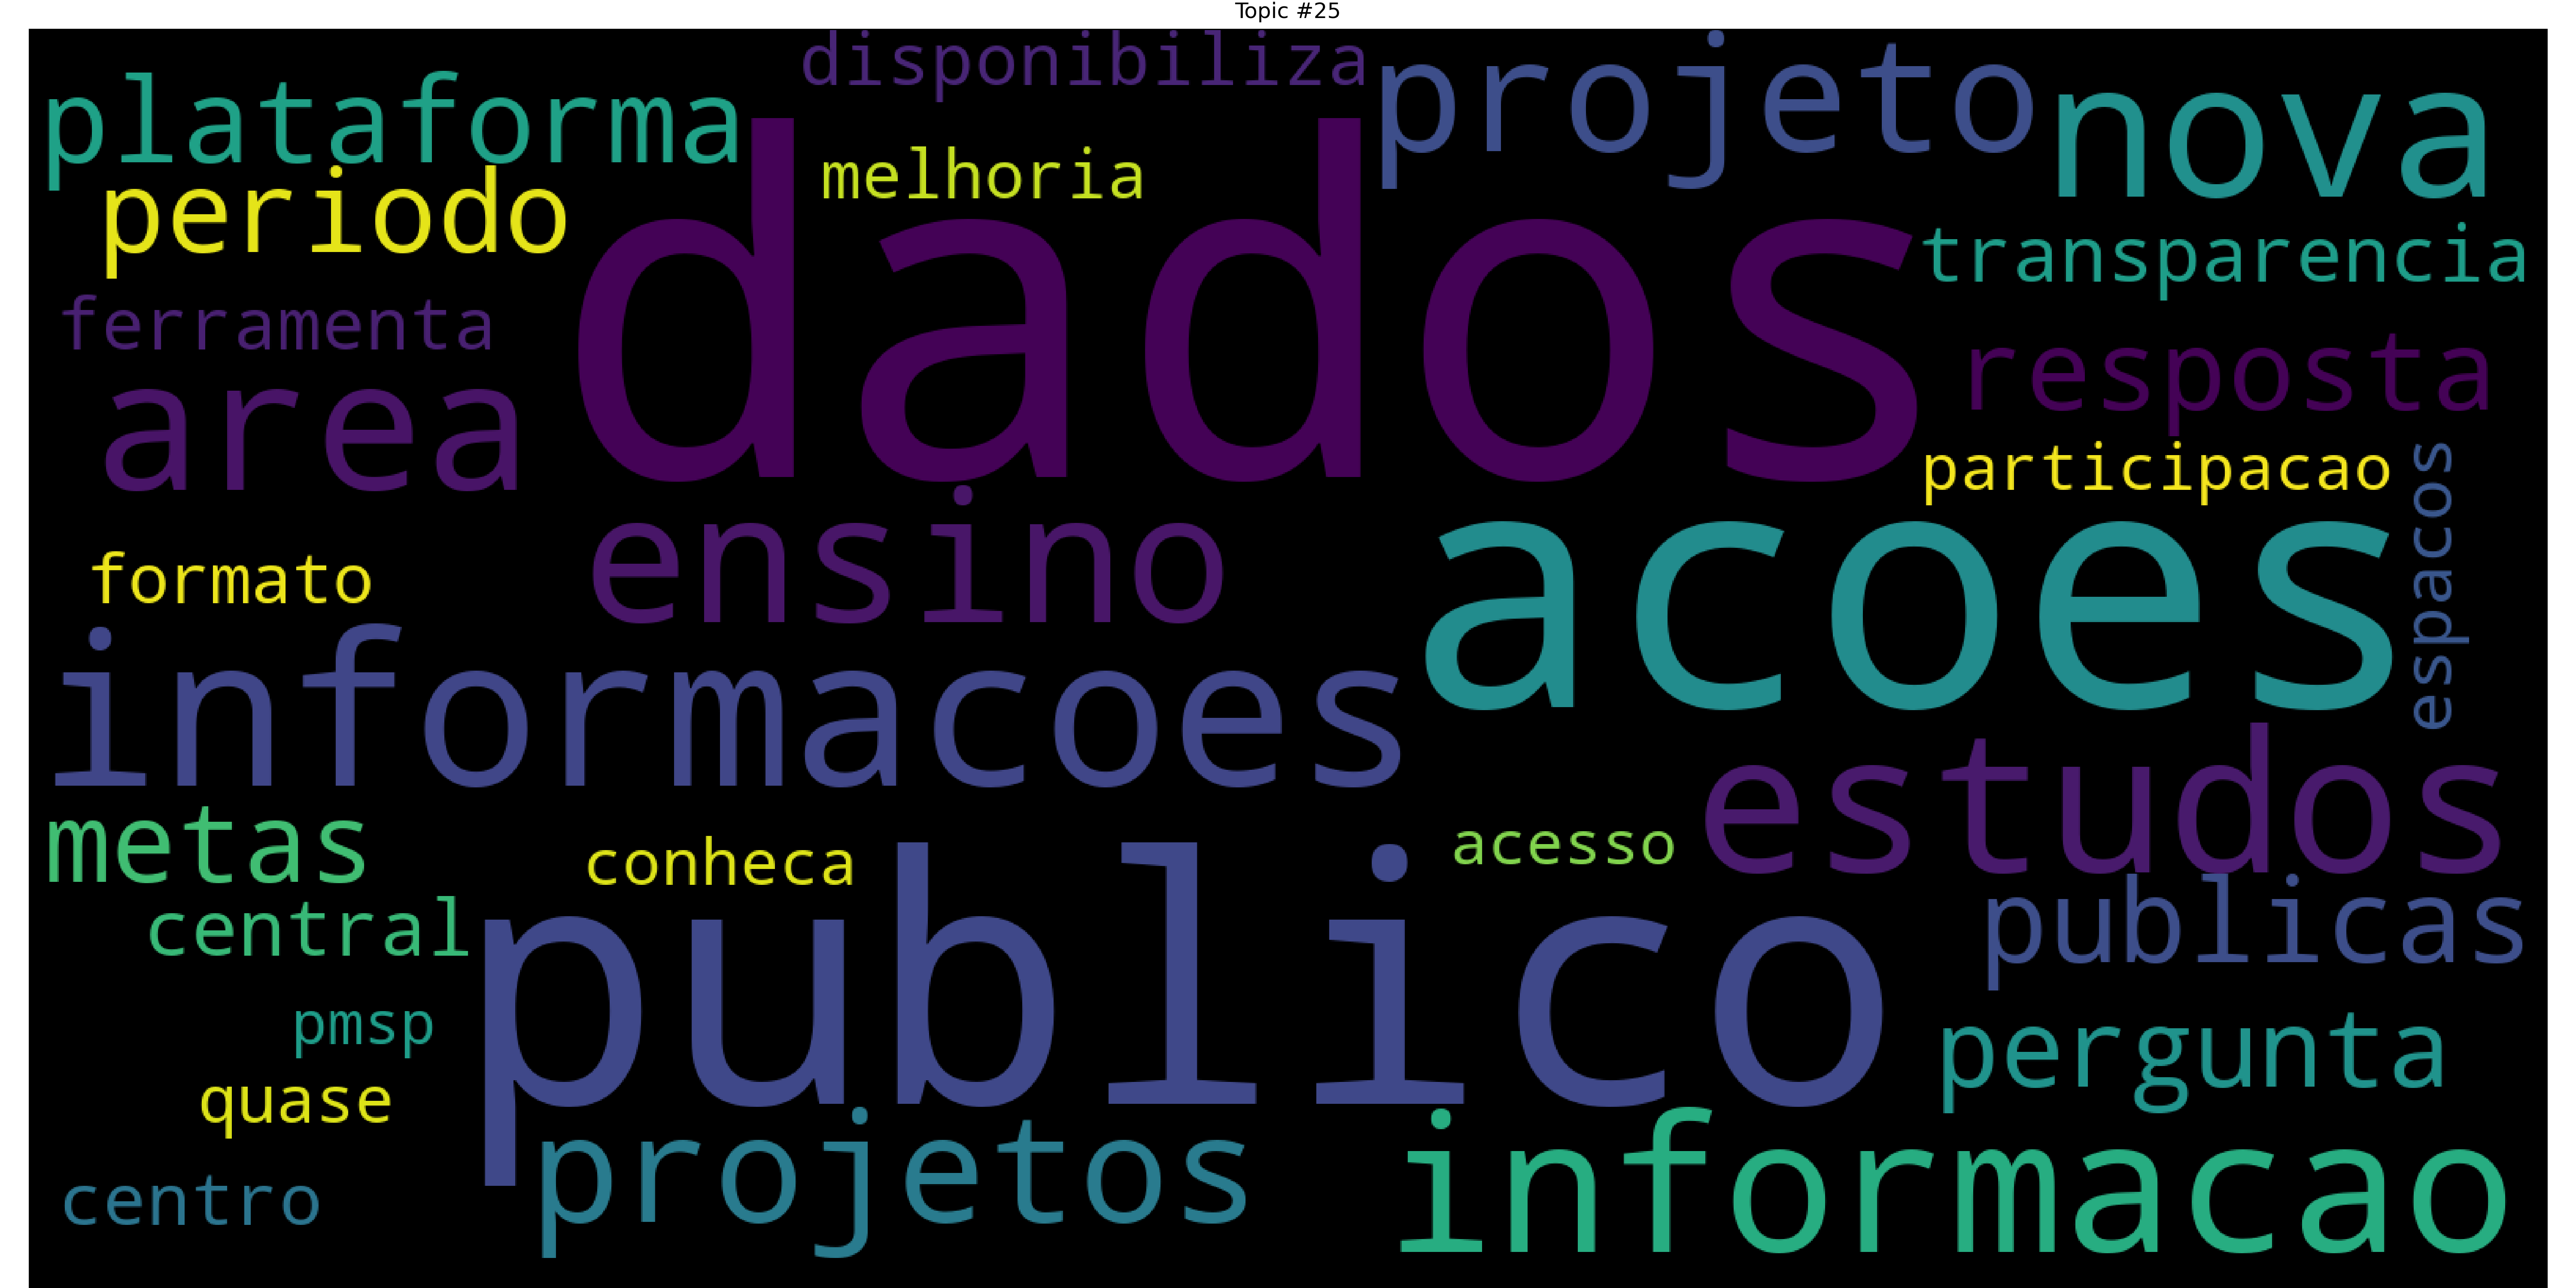 Topic #25
disponibiliza
plataforma
projeto
nova
melhoria
periodo
dados
transparencia
ferramenta
resposta
area
participacao
espacos
ensino
acoes
formato
informacoes
estudos
metas
conheca
acesso
central
publico
publicas
pmsp
pergunta
quase
projetos
informacao
centro